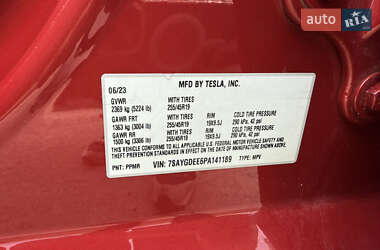 auto RIA
MFD BY TESLA, INC.
06/23
GVWR WITH TIRES
2369 kg (5224 lb) 255/45R19
GAWR FRT WITH TIRES RIMS COLD TIRE PRESSURE
1363 kg (3004 lb) 255/45R19 19X9.5J 290 kPa, 42 psi
GAWR RR WITH TIRES RIMS COLD TIRE PRESSURE
1500 kg (3306 lb) 255/45R19 19X9.5J 290 kPa, 42 psi
THIS VEHICLE CONFORMS TO ALL APPLICABLE U.S. FEDERAL MOTOR VEHICLE SAFETY AND
THEFT PREVENTION STANDARDS IN EFFECT ON THE DATE OF MANUFACTURE SHOWN ABOVE.
PNT: PPMR VIN: 7SAYGDEE6PA141189 TYPE: MPV